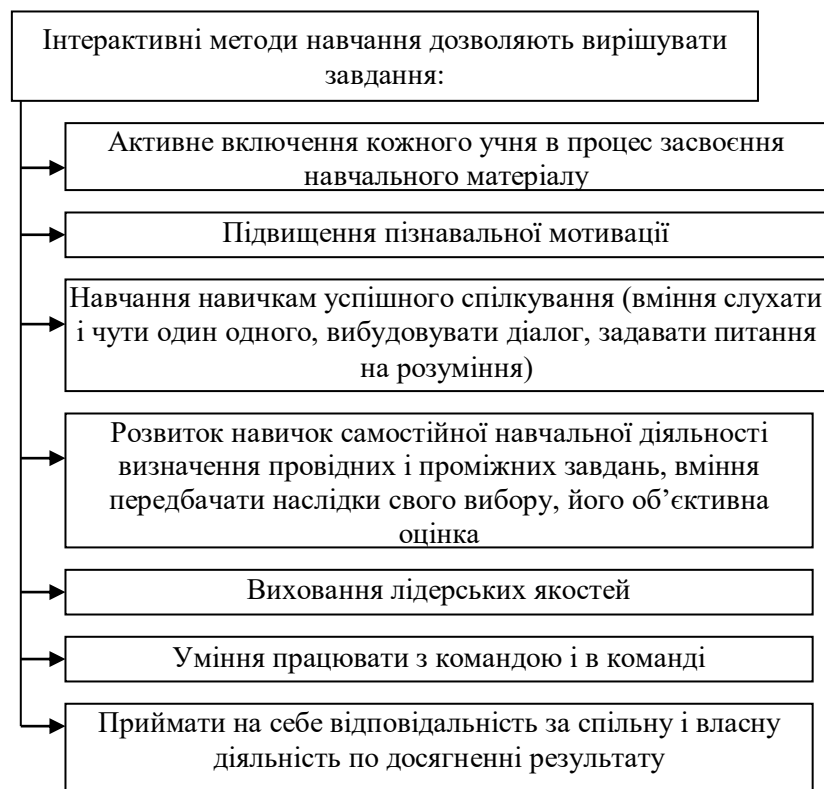 Інтерактивні методи навчання дозволяють вирішувати
завдання:
Активне включення кожного учня в процес засвоєння
навчального матеріалу
Підвищення пізнавальної мотивації
Навчання навичкам успішного спілкування (вміння слухати
і чути один одного, вибудовувати діалог, задавати питання
на розуміння)
Розвиток навичок самостійної навчальної діяльності
визначення провідних і проміжних завдань, вміння
передбачати наслідки свого вибору, його об’єктивна
оцінка
Виховання лідерських якостей
Уміння працювати з командою і в команді
Приймати на себе відповідальність за спільну і власну
діяльність по досягненні результату